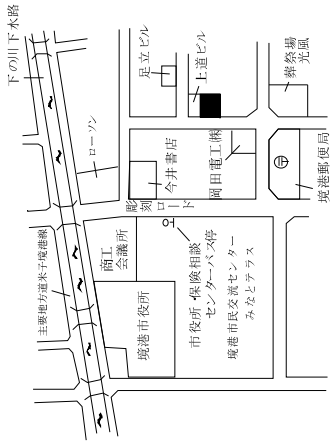 下の川下水路
足立ビル
上道ビル
葬祭場
光風
ローソン
今井書店
岡田電工㈱
境港郵便局
彫刻ロード
主要地方道米子境港線
商工
会議所
境港市役所
市役所・保険相談
センターバス停
境港市民交流センター
みなとテラス